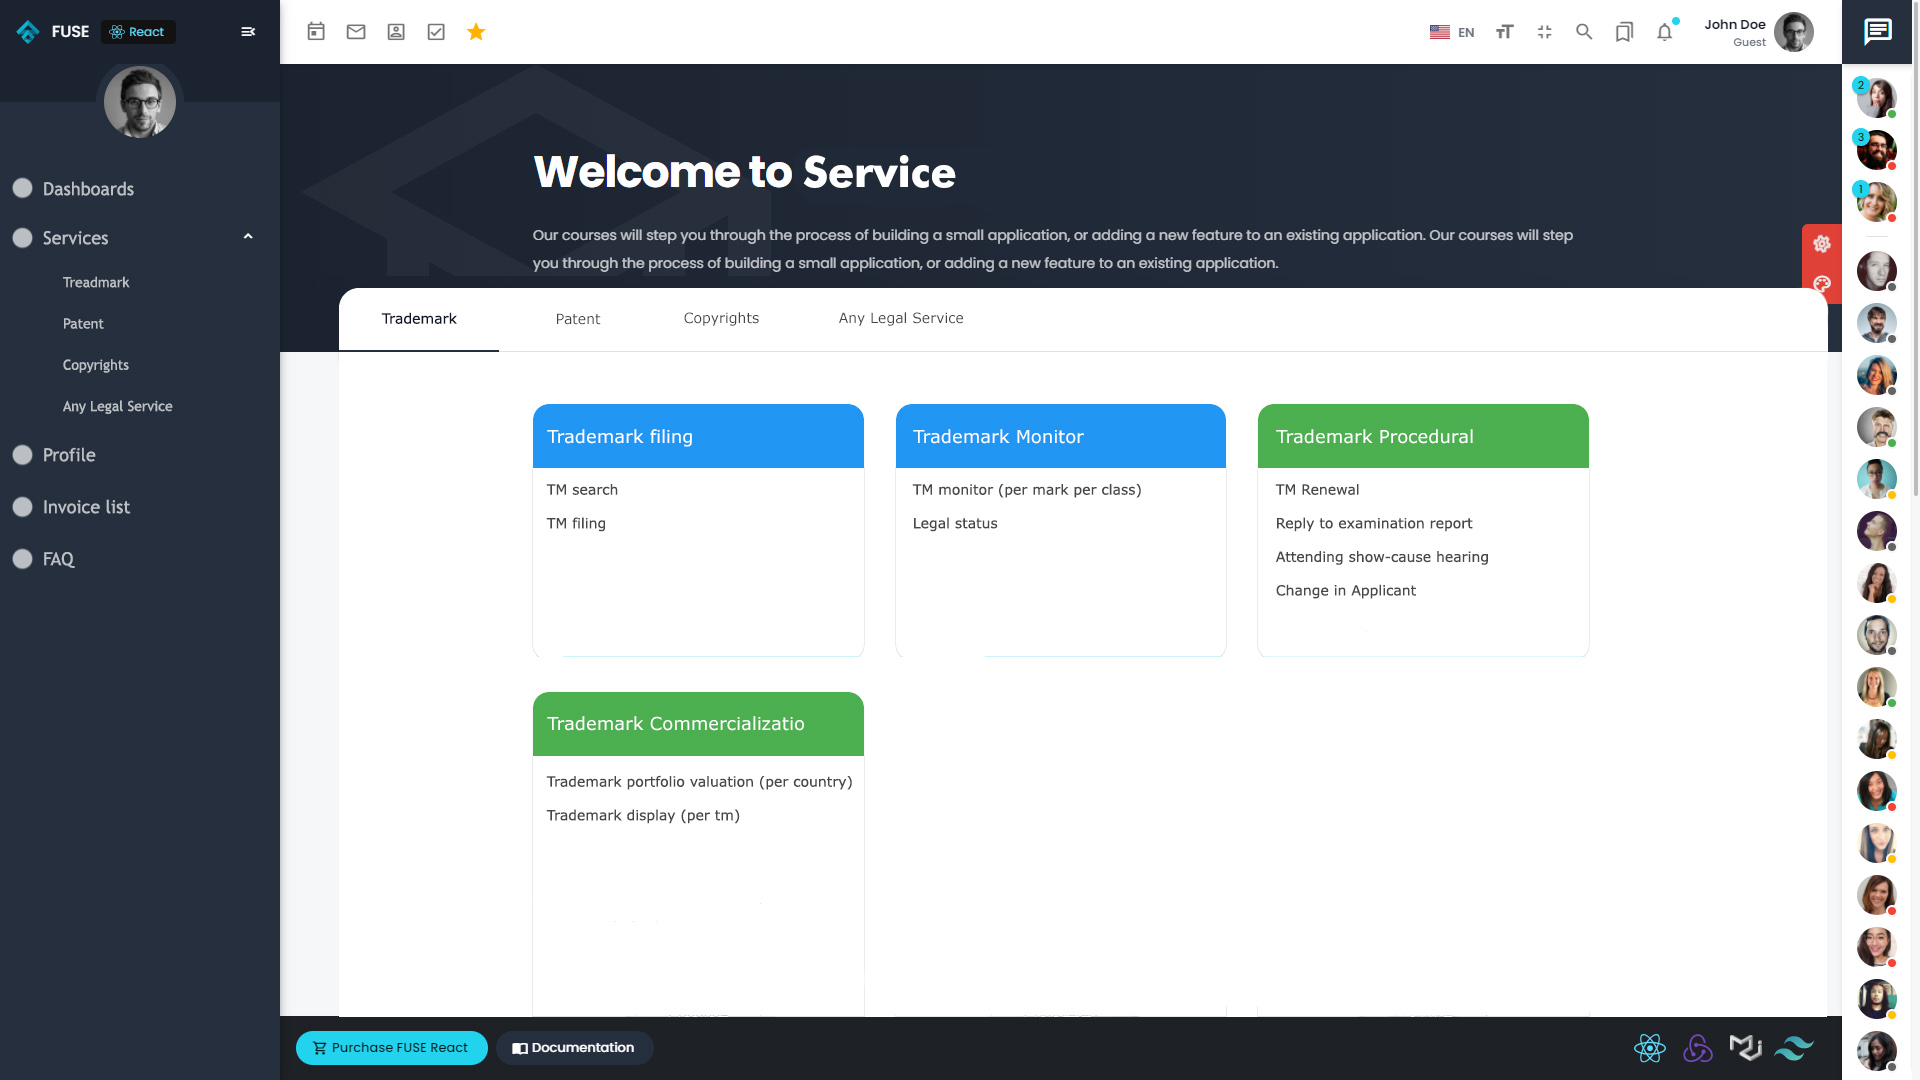 FUSE
React
EN
John Doe
Guest
2
3
1
Dashboards
Services
Treadmark
Patent
Copyrights
Any Legal Service
Profile
Invoice list
FAQ
Welcome to Service
Our courses will step you through the process of building a small application, or adding a new feature to an existing application. Our courses will step
you through the process of building a small application, or adding a new feature to an existing application.
Trademark
Patent
Copyrights
Any Legal Service
Trademark filing
TM search
TM filing
Trademark Monitor
TM monitor (per mark per class)
Legal status
Trademark Procedural
TM Renewal
Reply to examination report
Attending show-cause hearing
Change in Applicant
Trademark Commercializatio
Trademark portfolio valuation (per country)
Trademark display (per tm)
Purchase FUSE React
Documentation